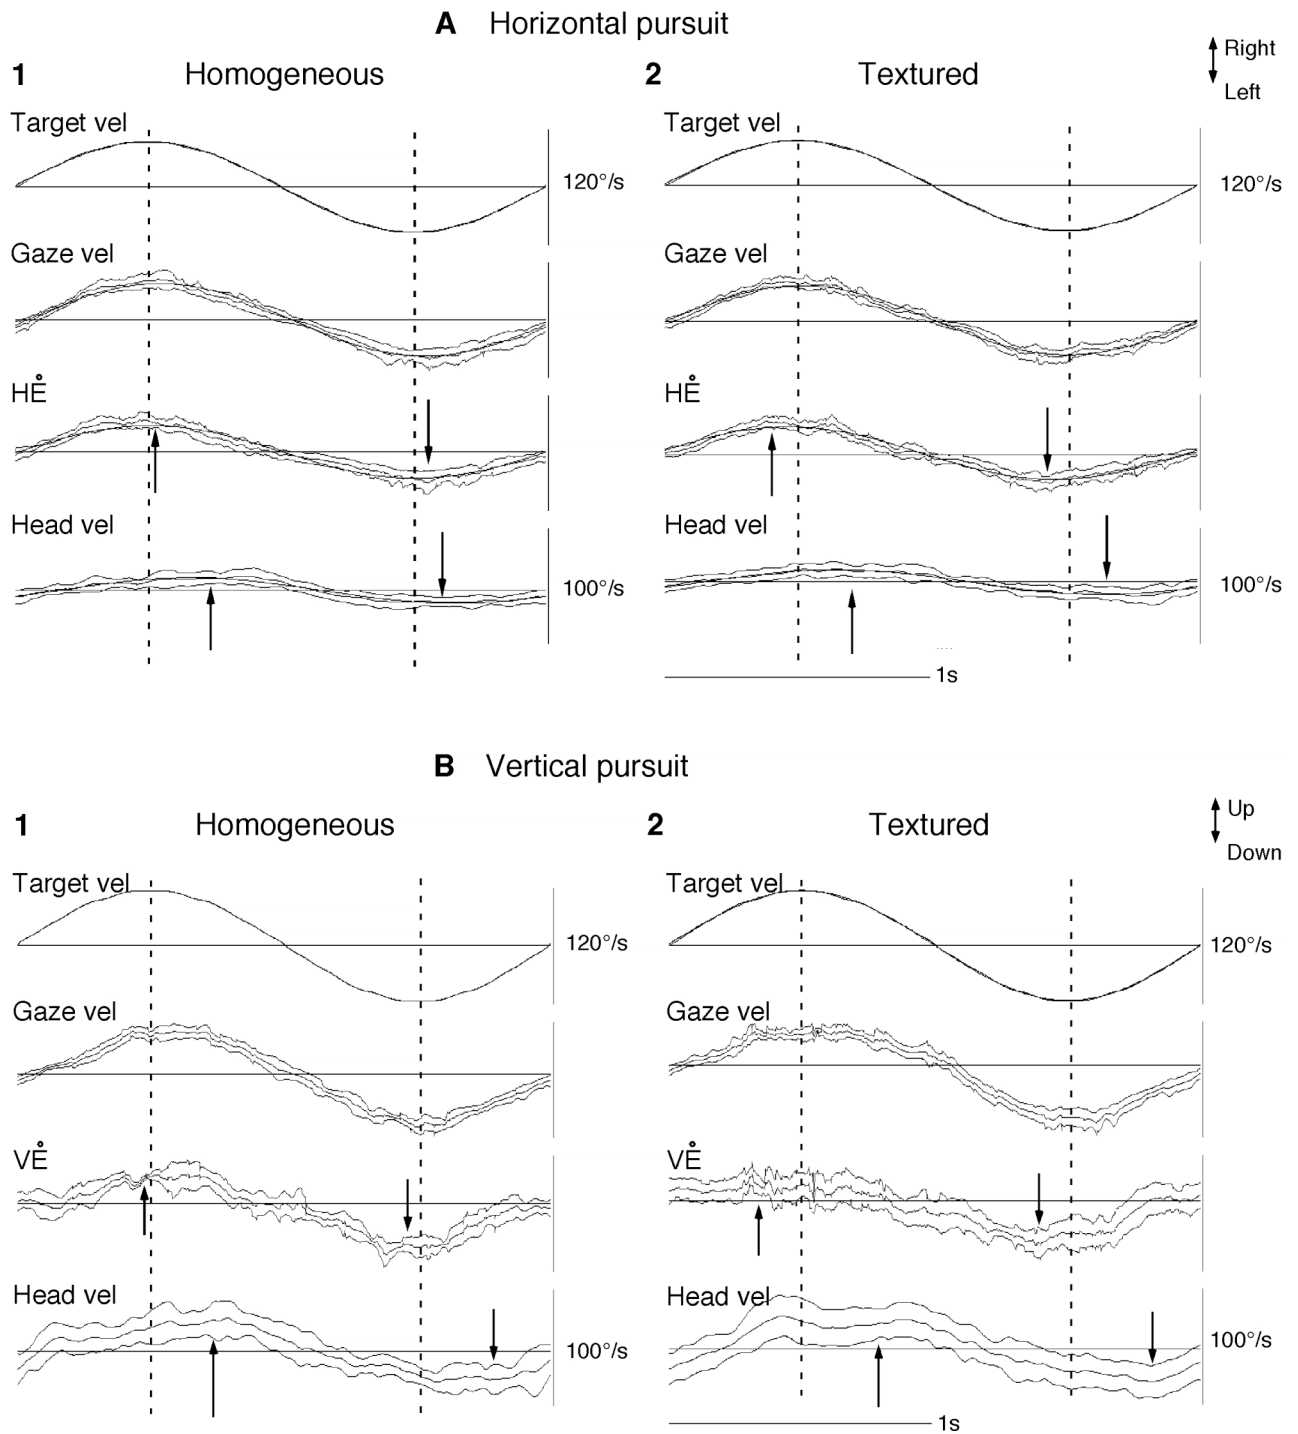 A Horizontal pursuit
Right
Left
1 Homogeneous
2 Textured
Target vel
120°/s
Target vel
120°/s
Gaze vel
Gaze vel
HE̊
HE̊
Head vel
100°/s
Head vel
100°/s
1s
B Vertical pursuit
Up
Down
1 Homogeneous
2 Textured
Target vel
120°/s
Target vel
120°/s
Gaze vel
Gaze vel
VE̊
VE̊
Head vel
100°/s
Head vel
100°/s
1s